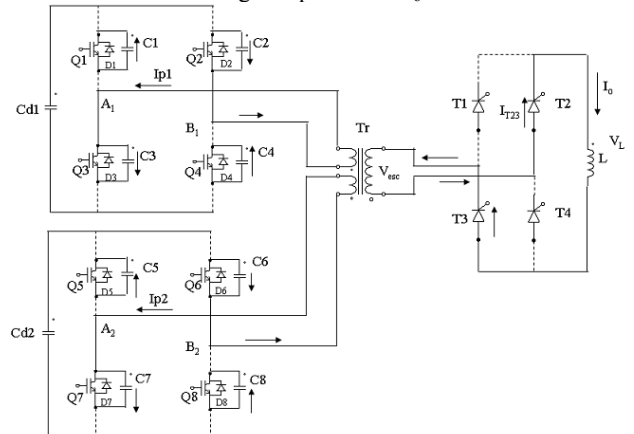 C1
C2
Q1
Q2
D1
D2
Ip1
Cd1
A1
B1
Tr
T1
IT23
T2
I0
VL
L
C3
C4
Q3
Q4
D3
D4
Vesc
T3
T4
C5
C6
Q5
Q6
D5
D6
Ip2
Cd2
A2
B2
C7
C8
Q7
Q8
D7
D8